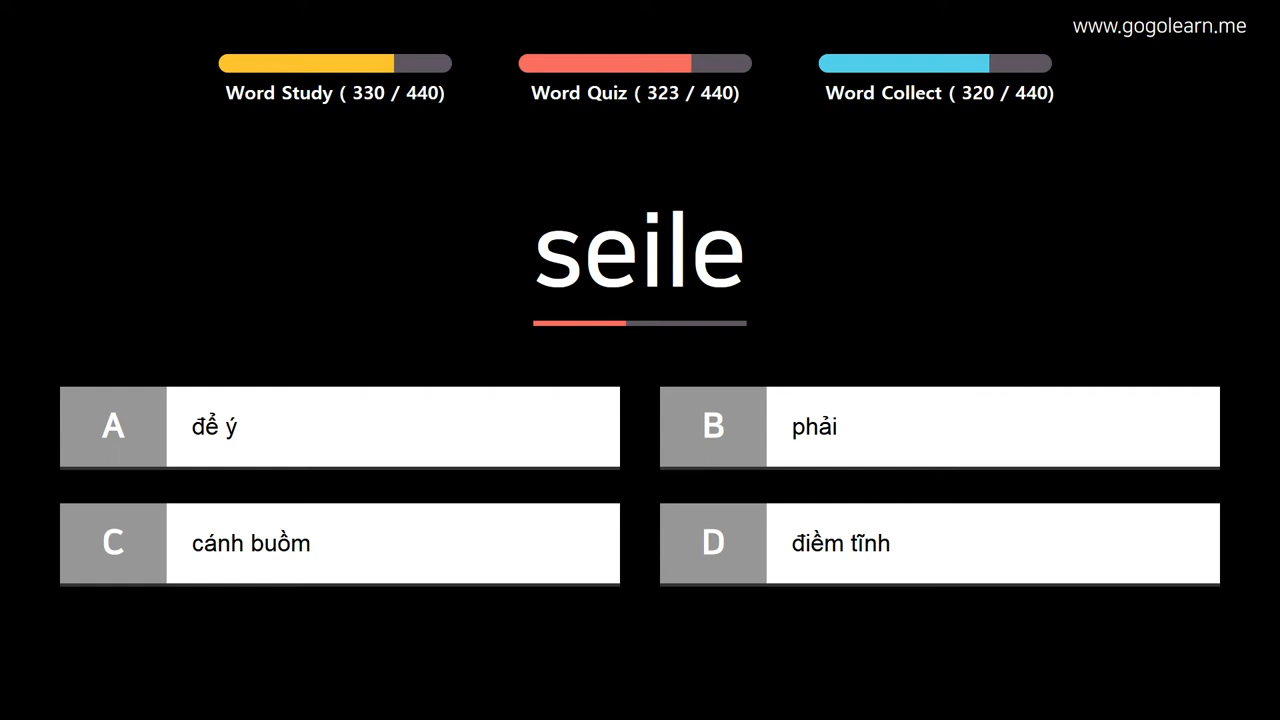 www.gogolearn.me
Word Study ( 330 / 440)
Word Quiz ( 323 / 440)
Word Collect ( 320 / 440)
seile
A để ý
B phải
C cánh buồm
D điềm tĩnh